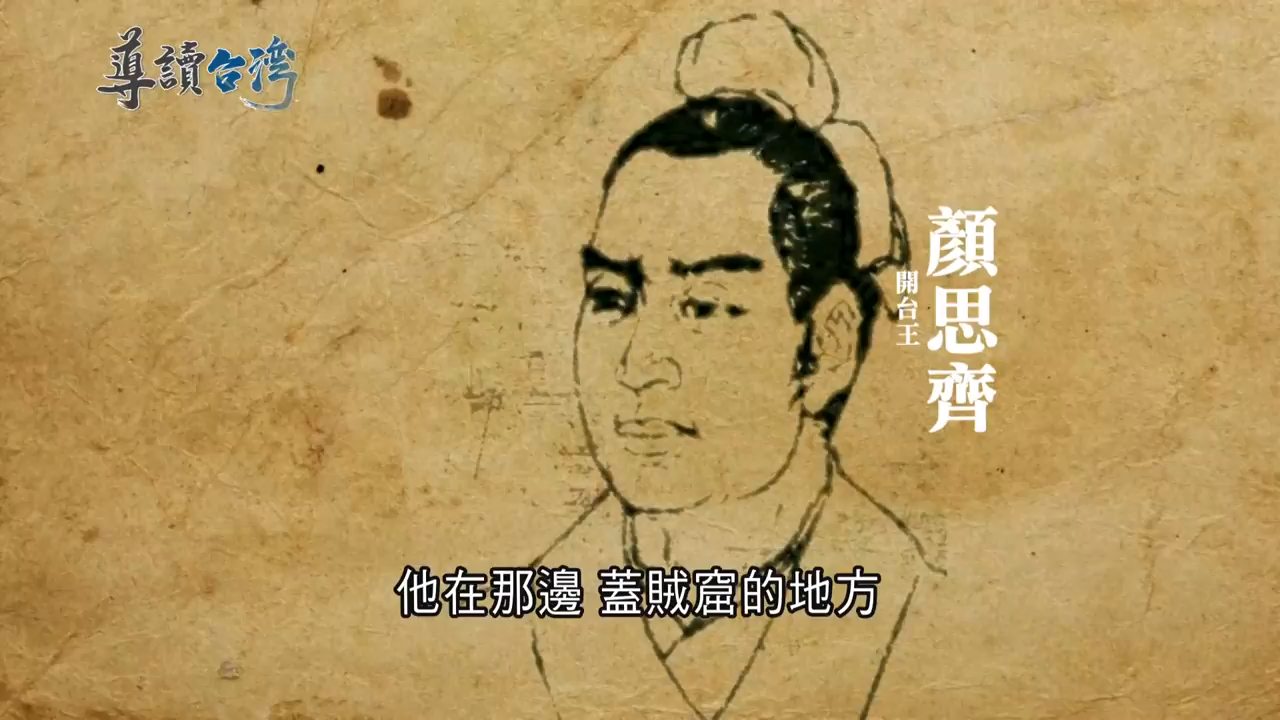 導讀台灣
顏思齊
開台王
他在那邊 蓋賊窟的地方